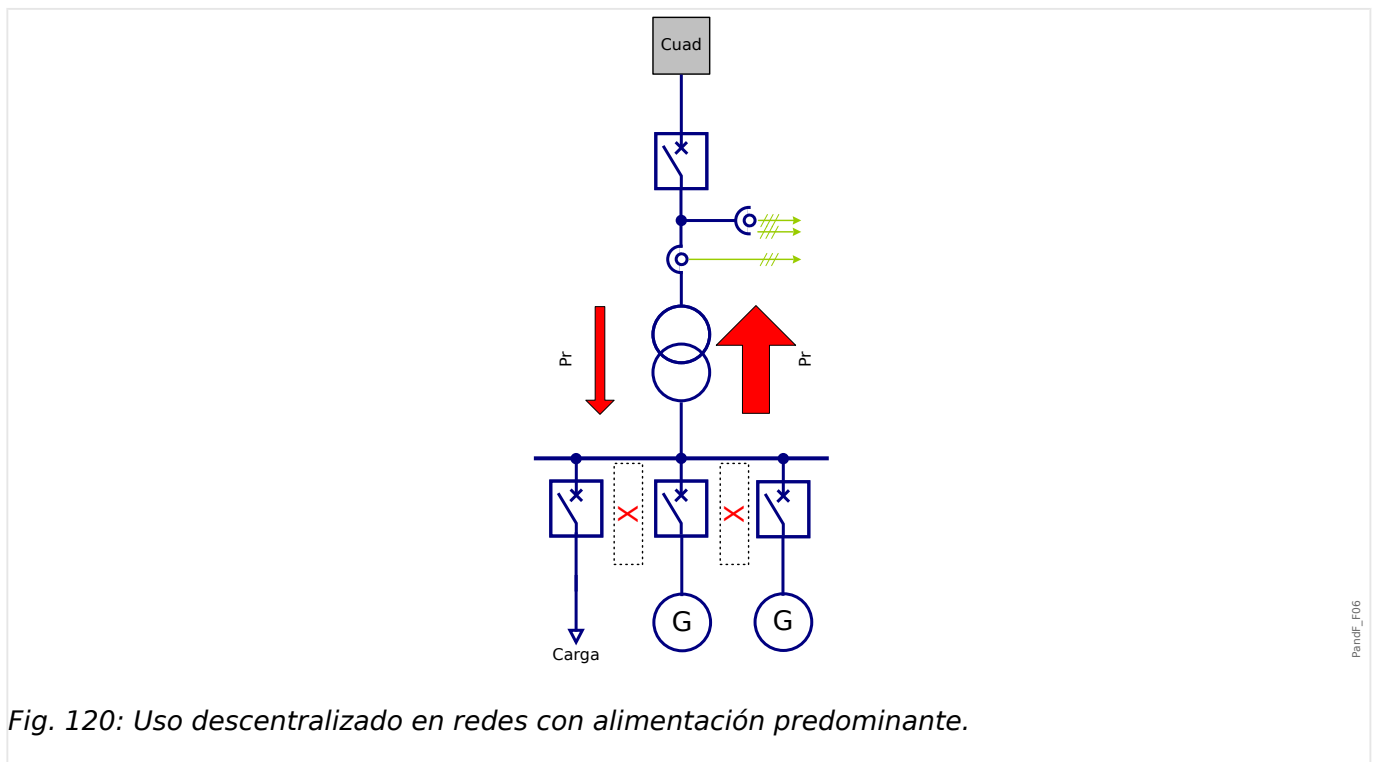 Cuad
Pr
Pr
G
G
Carga
PandF_F06
Fig. 120: Uso descentralizado en redes con alimentación predominante.